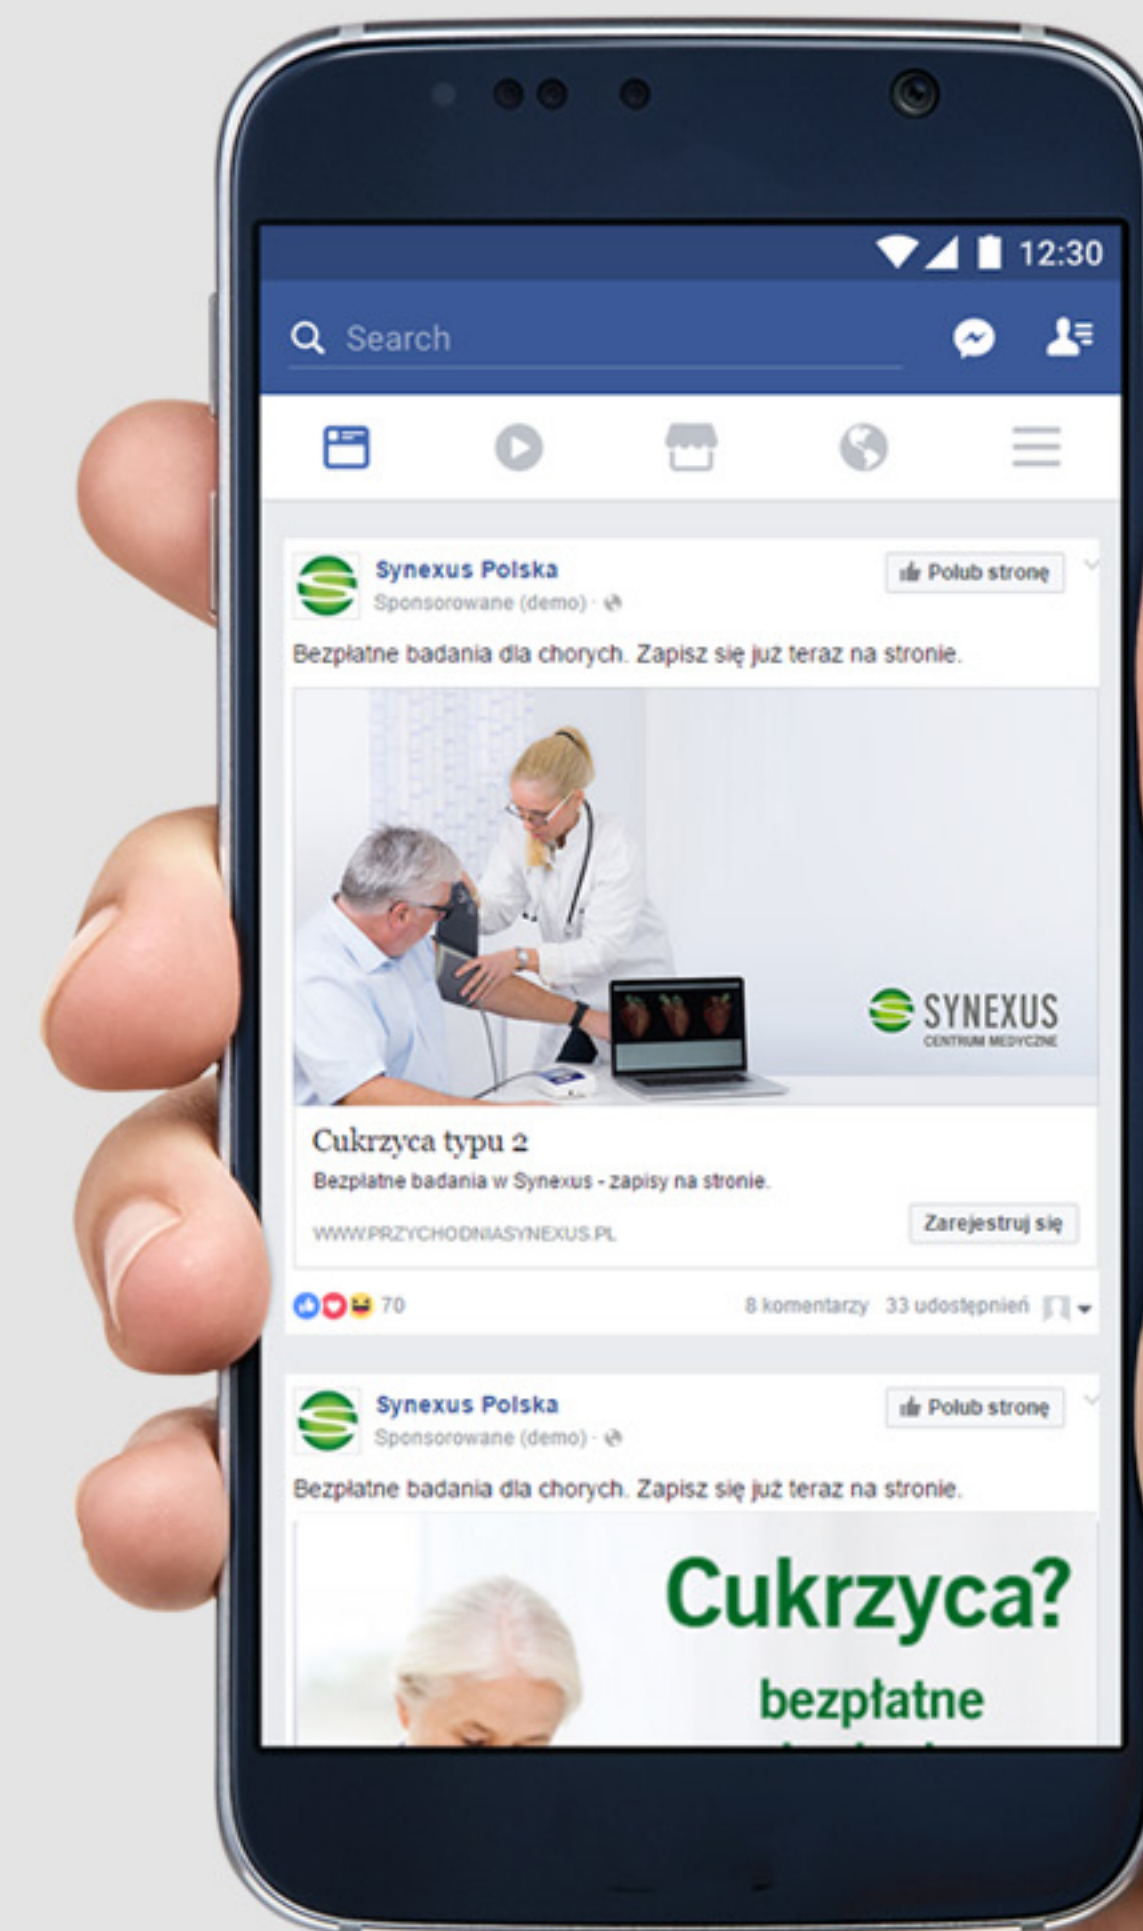 12:30
Search
Synexus Polska
Polub stronę
Sponsorowane (demo) ·
Bezpłatne badania dla chorych. Zapisz się już teraz na stronie.
SYNEXUS
CENTRUM MEDYCZNE
Cukrzyca typu 2
Bezpłatne badania w Synexus - zapisy na stronie.
WWW.PRZYCHODNIASYNEXUS.PL
Zarejestruj się
70
8 komentarzy 33 udostępnień
Synexus Polska
Polub stronę
Sponsorowane (demo) ·
Bezpłatne badania dla chorych. Zapisz się już teraz na stronie.
Cukrzyca?
bezpłatne